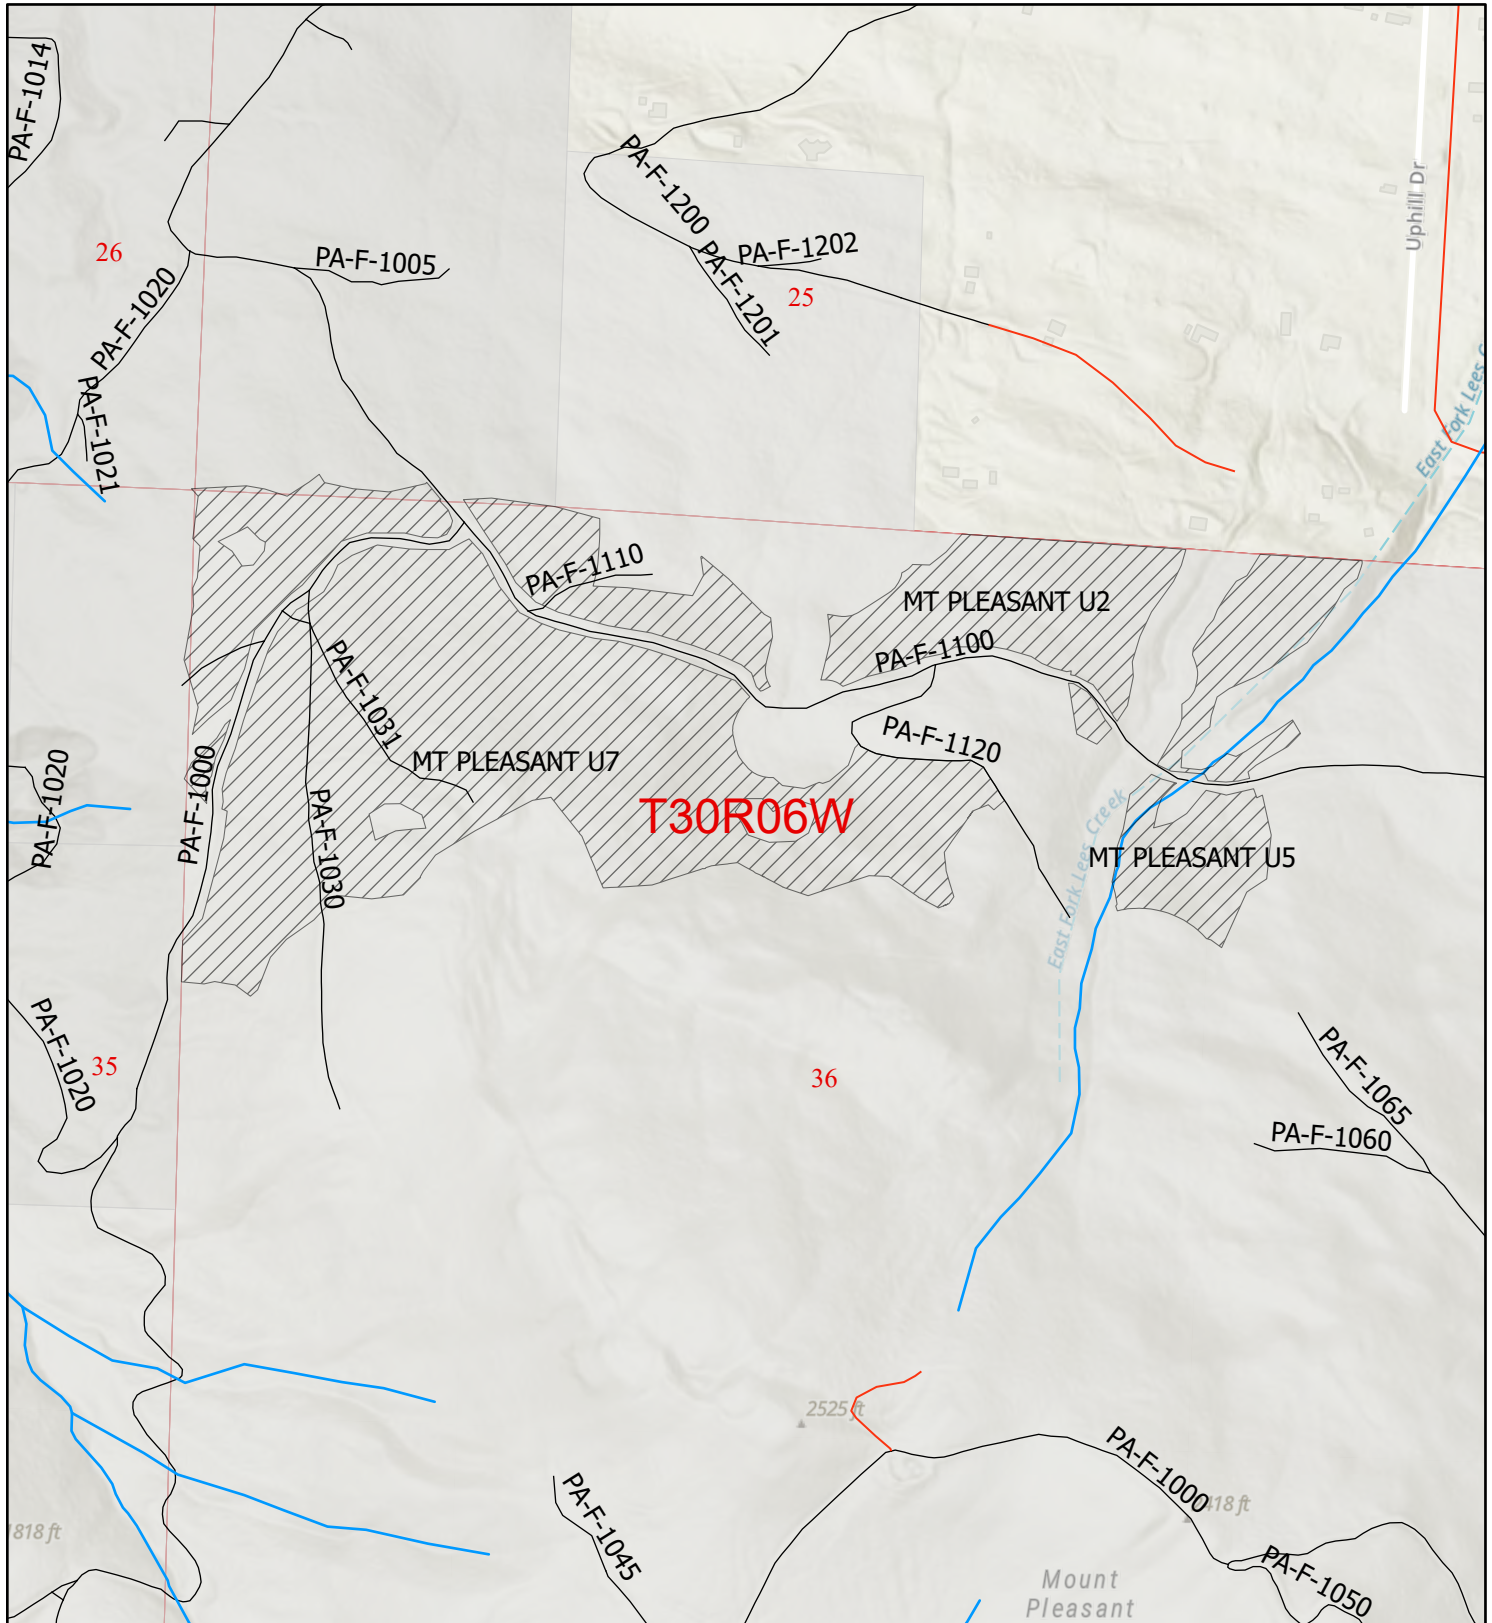 PA-F-1014
26
PA-F-1005
PA-F-1020
PA-F-1021
PA-F-1200
PA-F-1202
PA-F-1201
25
Uphill Dr
East Fork Lees C
PA-F-1110
MT PLEASANT U2
PA-F-1100
PA-F-1031
MT PLEASANT U7
PA-F-1120
PA-F-1020
PA-F-1000
T30R06W
PA-F-1030
MT PLEASANT U5
East Fork Lees Creek
PA-F-1020
35
36
PA-F-1065
PA-F-1060
2525 ft
PA-F-1000
418 ft
1818 ft
PA-F-1045
PA-F-1050
Mount
Pleasant